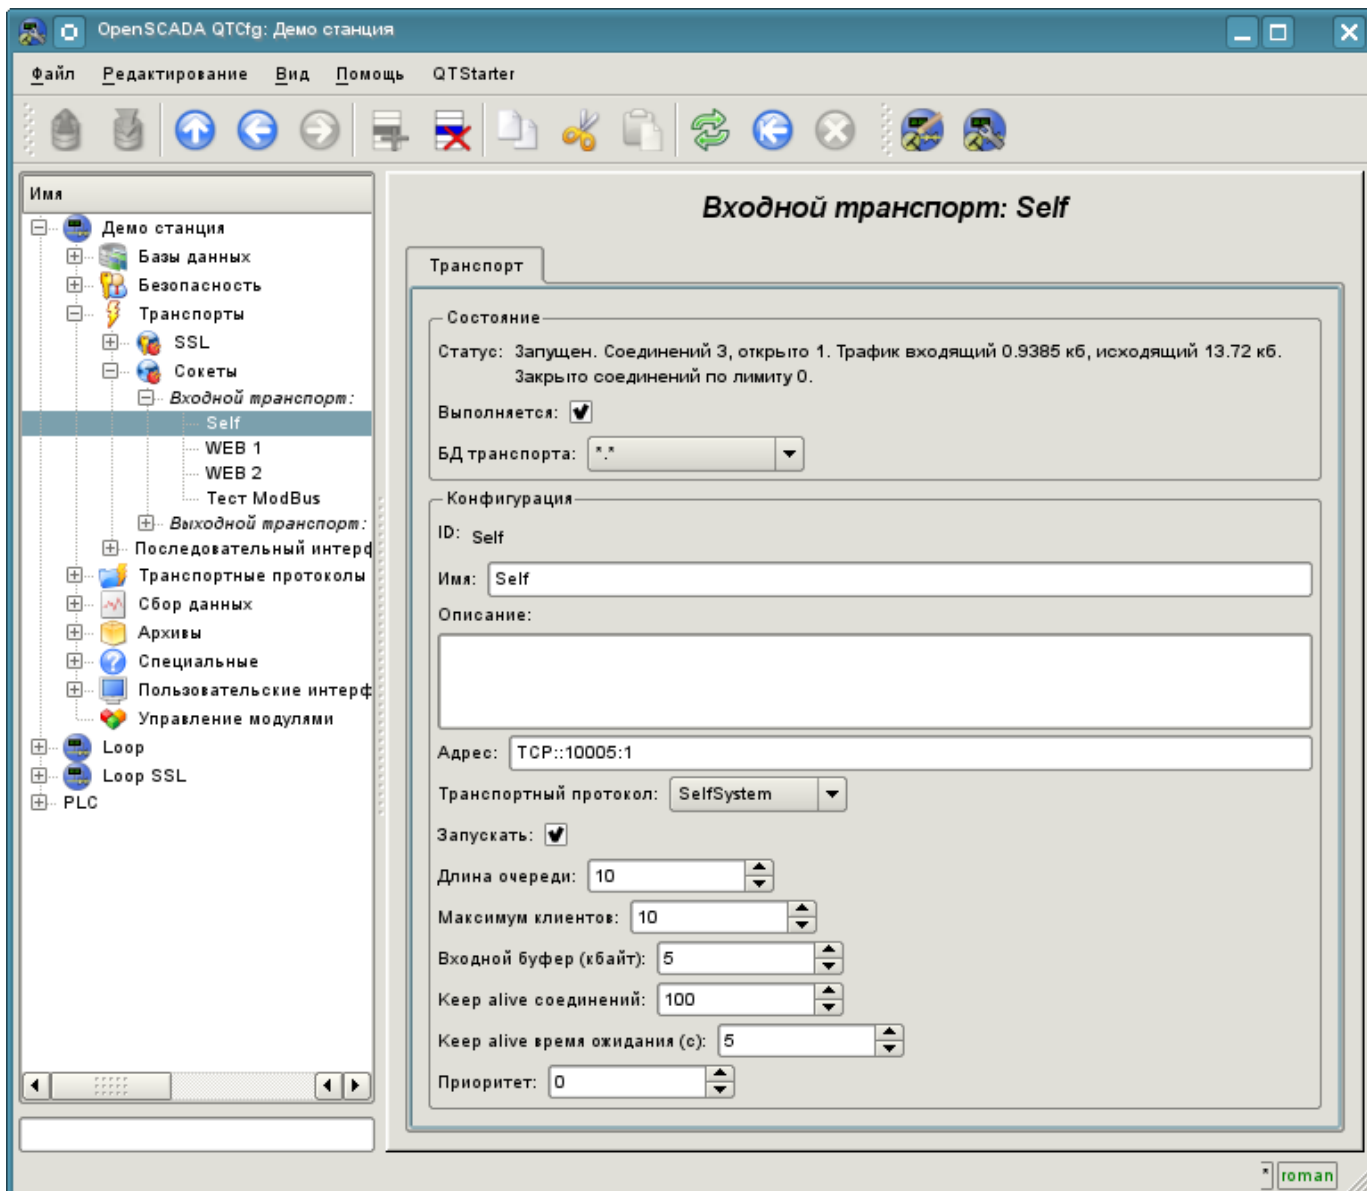 OpenSCADA QTCfg: Демо станция
Файл Редактирование Вид Помощь QTStarter
Имя
Демо станция
Базы данных
Безопасность
Транспорты
SSL
Сокеты
Входной транспорт:
Self
WEB 1
WEB 2
Тест ModBus
Выходной транспорт:
Последовательный интерф
Транспортные протоколы
Сбор данных
Архивы
Специальные
Пользовательские интерф
Управление модулями
Loop
Loop SSL
PLC
Входной транспорт: Self
Транспорт
Состояние
Статус: Запущен. Соединений 3, открыто 1. Трафик входящий 0.9385 кб, исходящий 13.72 кб.
Закрыто соединений по лимиту 0.
Выполняется:
БД транспорта: *.*
Конфигурация
ID: Self
Имя: Self
Описание:
Адрес: TCP::10005:1
Транспортный протокол: SelfSystem
Запускать:
Длина очереди: 10
Максимум клиентов: 10
Входной буфер (кбайт): 5
Keep alive соединений: 100
Keep alive время ожидания (с): 5
Приоритет: 0
* roman